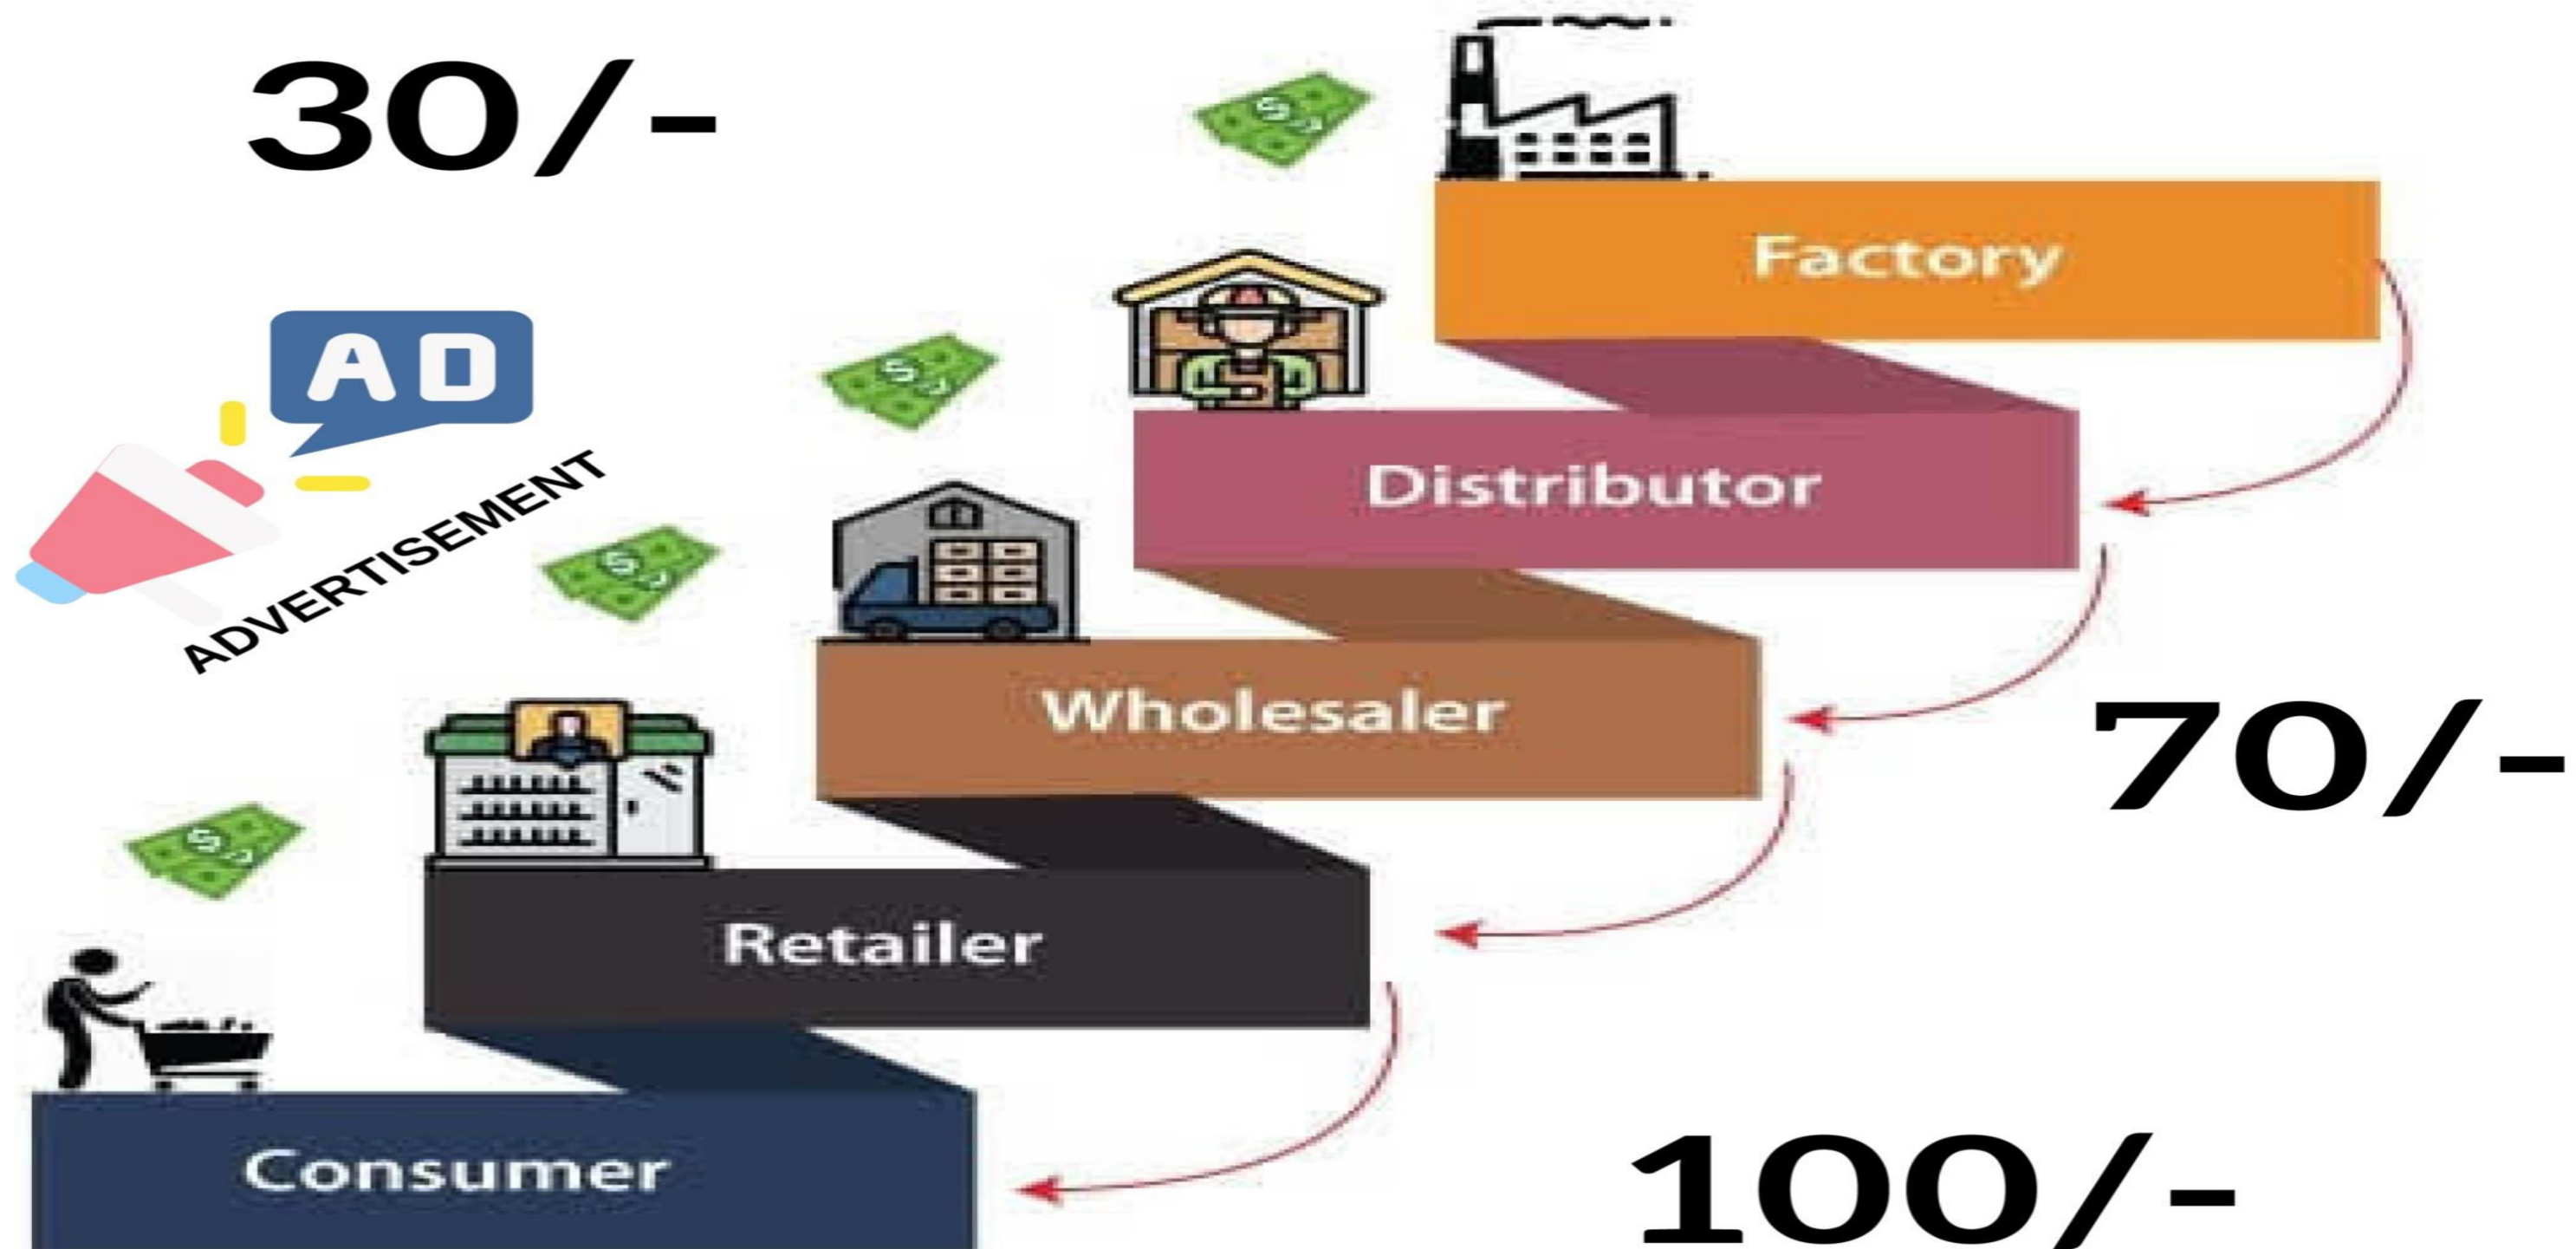 30/-
Factory
AD
ADVERTISEMENT
Distributor
Wholesaler
70/-
Retailer
Consumer
100/-